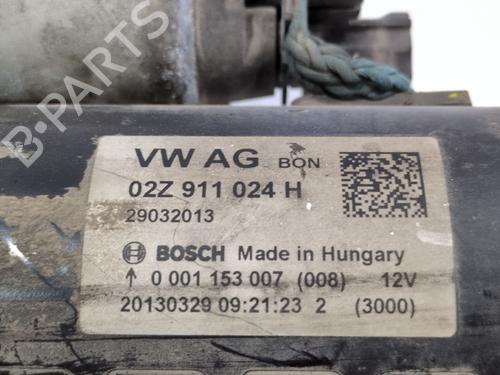 VW AG BON
02Z 911 024 H
29032013
BOSCH Made in Hungary
↑ 0 001 153 007 (008) 12V
20130329 09:21:23 2 (3000)
B-PARTS